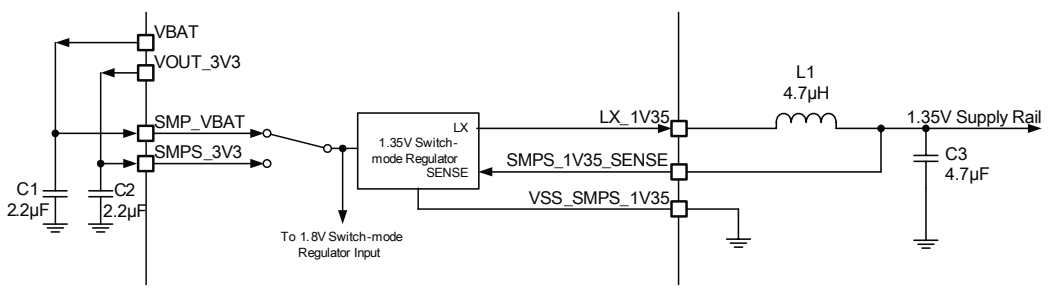 VBAT
VOUT_3V3
SMP_VBAT
SMPS_3V3
C1
2.2µF
C2
2.2µF
To 1.8V Switch-mode
Regulator Input
LX
1.35V Switch-
mode Regulator
SENSE
LX_1V35
SMPS_1V35_SENSE
VSS_SMPS_1V35
L1
4.7µH
1.35V Supply Rail
C3
4.7µF